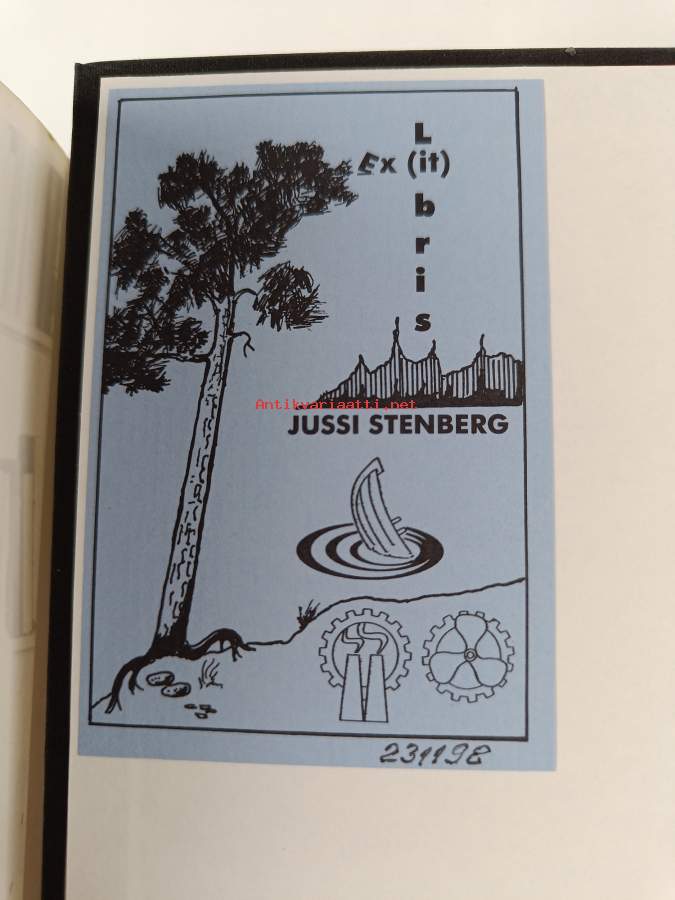 L
Ex (it)
b
r
i
s
Antikvariaatti.net
JUSSI STENBERG
231198